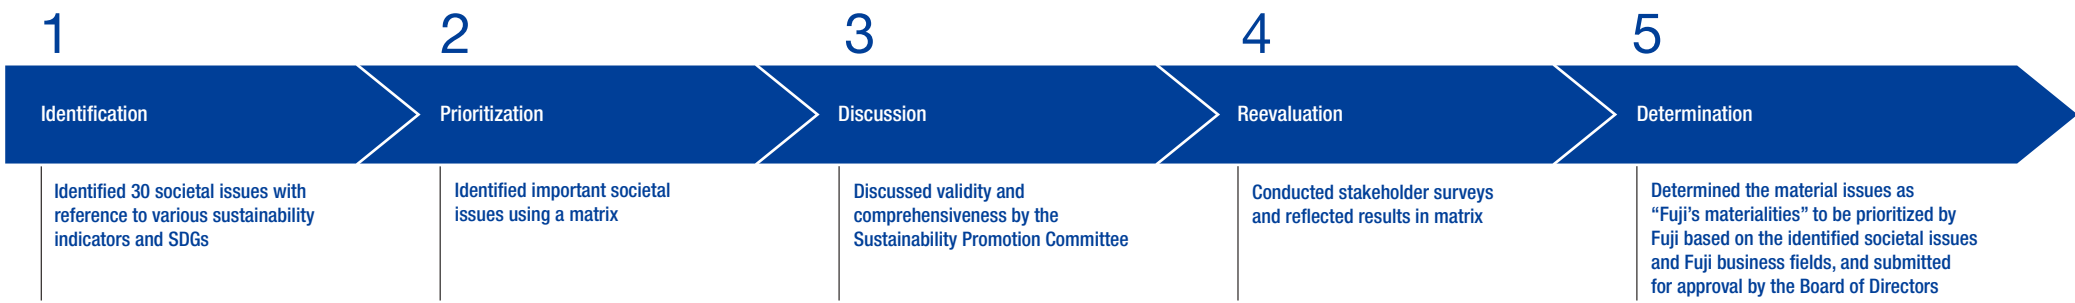 1
Identification
Identified 30 societal issues with
reference to various sustainability
indicators and SDGs
2
Prioritization
Identified important societal
issues using a matrix
3
Discussion
Discussed validity and
comprehensiveness by the
Sustainability Promotion Committee
4
Reevaluation
Conducted stakeholder surveys
and reflected results in matrix
5
Determination
Determined the material issues as
“Fuji’s materialities” to be prioritized by
Fuji based on the identified societal issues
and Fuji business fields, and submitted
for approval by the Board of Directors